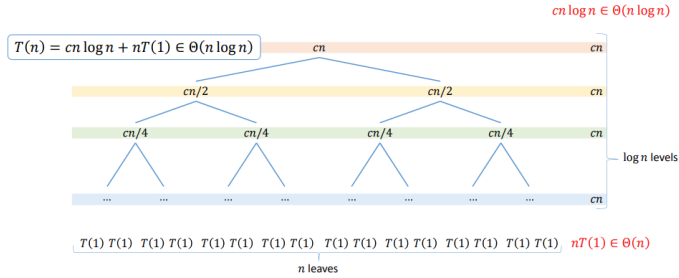 cn log n ∈ Θ(n log n)
T(n) = cn log n + nT(1) ∈ Θ(n log n)
cn cn
cn/2 cn/2 cn
cn/4 cn/4 cn/4 cn/4 cn
log n levels
... ... ... ... ... ... ... ... cn
T(1) T(1) T(1) T(1) T(1) T(1) T(1) T(1) T(1) T(1) T(1) T(1) T(1) T(1) T(1) T(1) nT(1) ∈ Θ(n)
n leaves